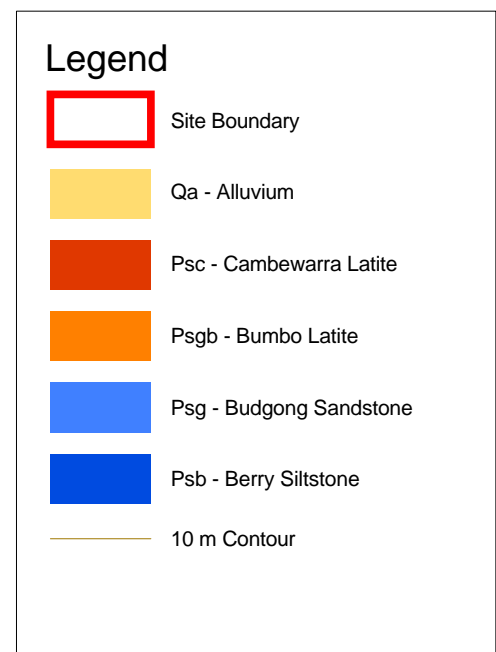 Legend
Site Boundary
Qa - Alluvium
Psc - Cambewarra Latite
Psgb - Bumbo Latite
Psg - Budgong Sandstone
Psb - Berry Siltstone
10 m Contour